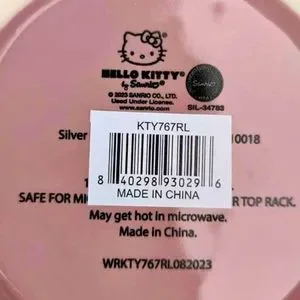 HELLO KITTY®
by Sanrio®
© 2023 SANRIO CO., LTD.
Used Under License.
www.sanrio.com
Sanrio
SIL-34783
KTY767RL
Silver 10018
8 40298 93029 6
MADE IN CHINA
SAFE FOR TOP RACK.
May get hot in microwave.
Made in China.
WRKTY767RL082023